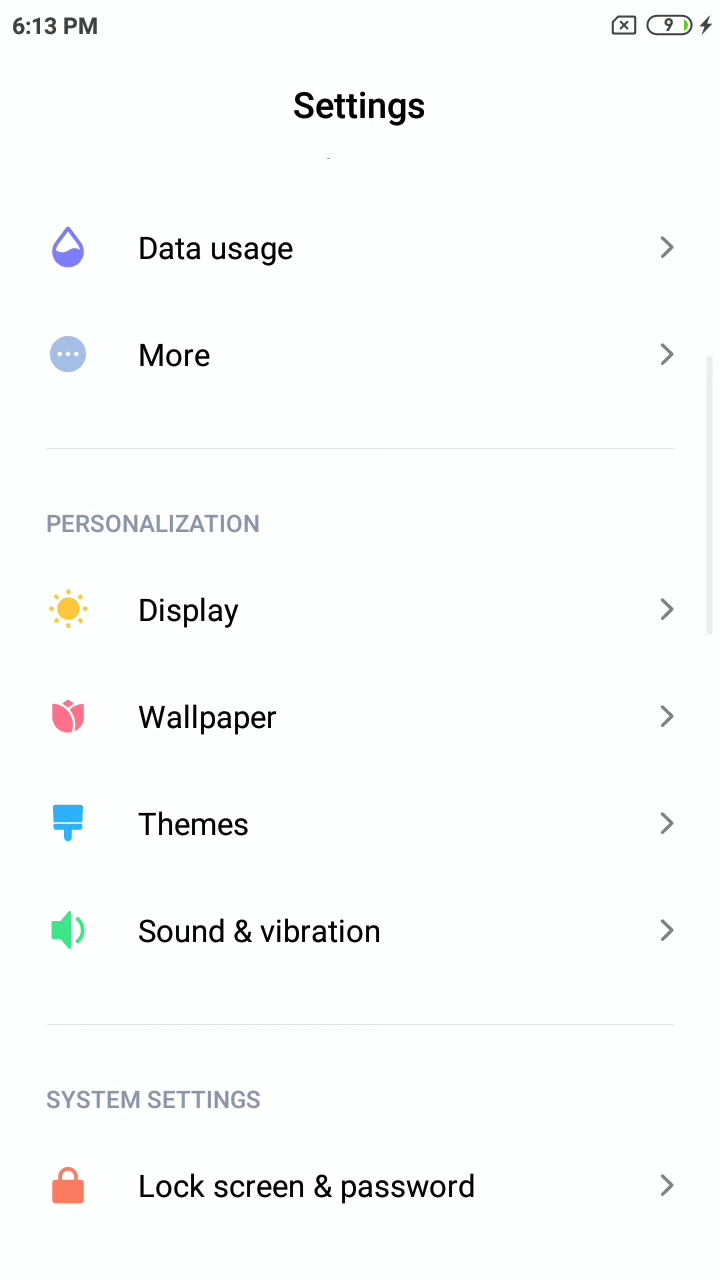 6:13 PM
9
Settings
Data usage
More
PERSONALIZATION
Display
Wallpaper
Themes
Sound & vibration
SYSTEM SETTINGS
Lock screen & password